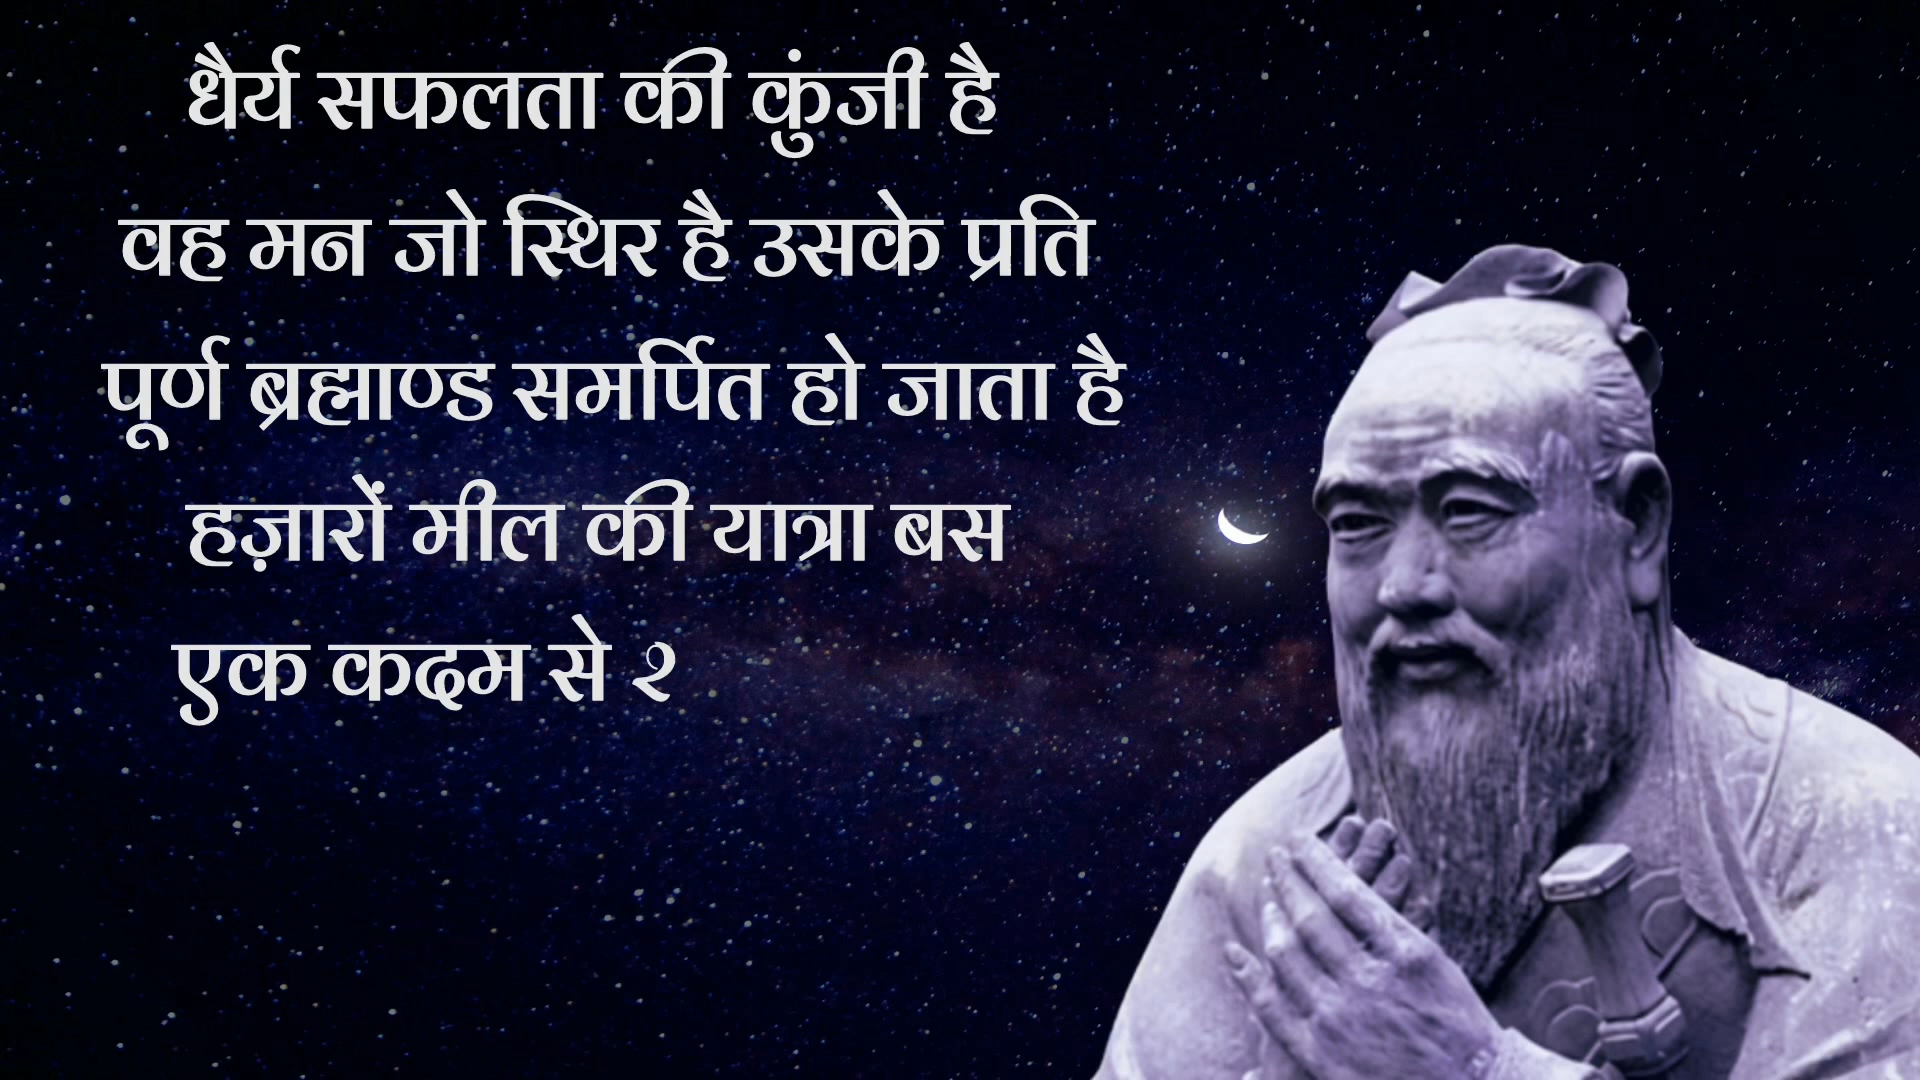 धैर्य सफलता की कुंजी है
वह मन जो स्थिर है उसके प्रति
पूर्ण ब्रह्माण्ड समर्पित हो जाता है
हज़ारों मील की यात्रा बस
एक कदम से २